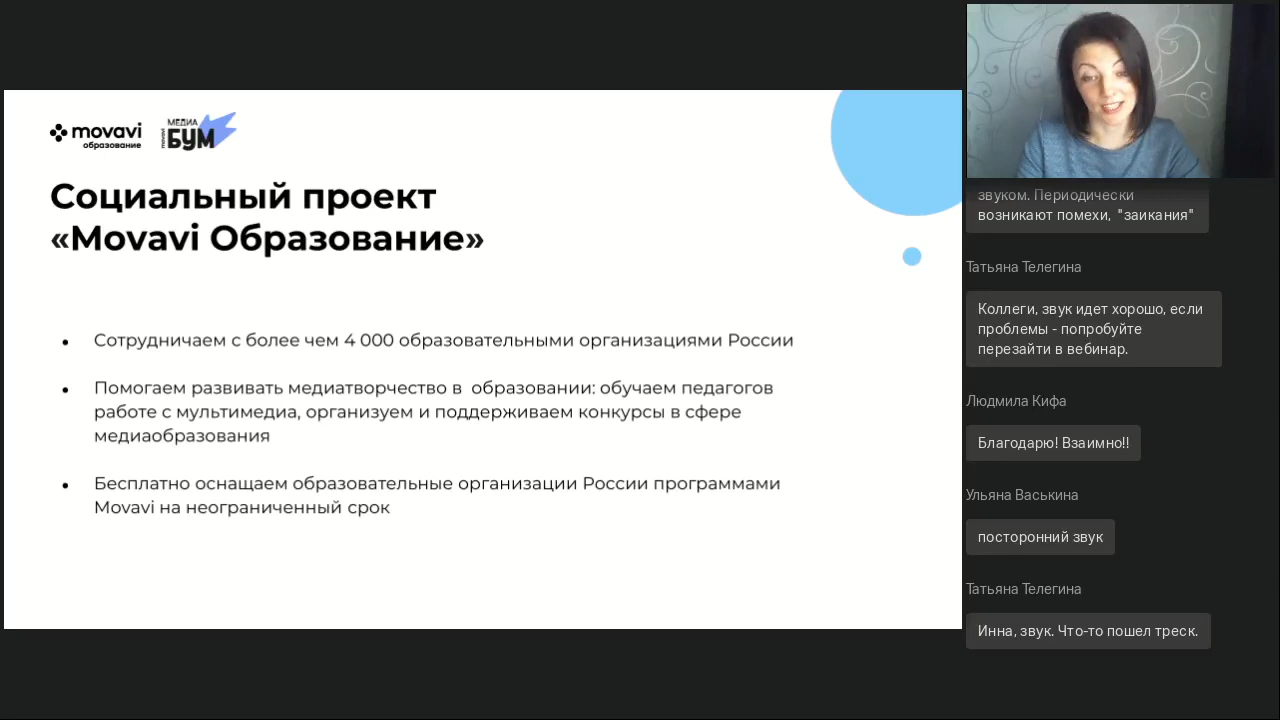 movavi
образование
МЕДИА
movavi
БУМ
Социальный проект
«Movavi Образование»
• Сотрудничаем с более чем 4 000 образовательными организациями России
• Помогаем развивать медиатворчество в образовании: обучаем педагогов
работе с мультимедиа, организуем и поддерживаем конкурсы в сфере
медиаобразования
• Бесплатно оснащаем образовательные организации России программами
Movavi на неограниченный срок
звуком. Периодически
возникают помехи, "заикания"
Татьяна Телегина
Коллеги, звук идет хорошо, если
проблемы - попробуйте
перезайти в вебинар.
Людмила Кифа
Благодарю! Взаимно!!
Ульяна Васькина
посторонний звук
Татьяна Телегина
Инна, звук. Что-то пошел треск.